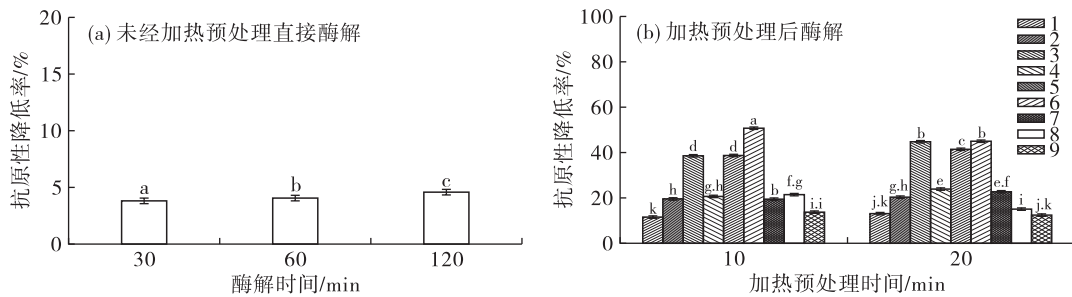 (a) 未经加热预处理直接酶解
抗原性降低率/%
20
15
10
5
0
a
b
c
30
60
120
酶解时间/min
(b) 加热预处理后酶解
抗原性降低率/%
100
80
60
40
20
0
1
2
3
4
5
6
7
8
9
k
h
d
g.h
d
a
b
f.g
i.j
j.k
g.h
b
e
c
b
e.f
i
j.k
10
20
加热预处理时间/min